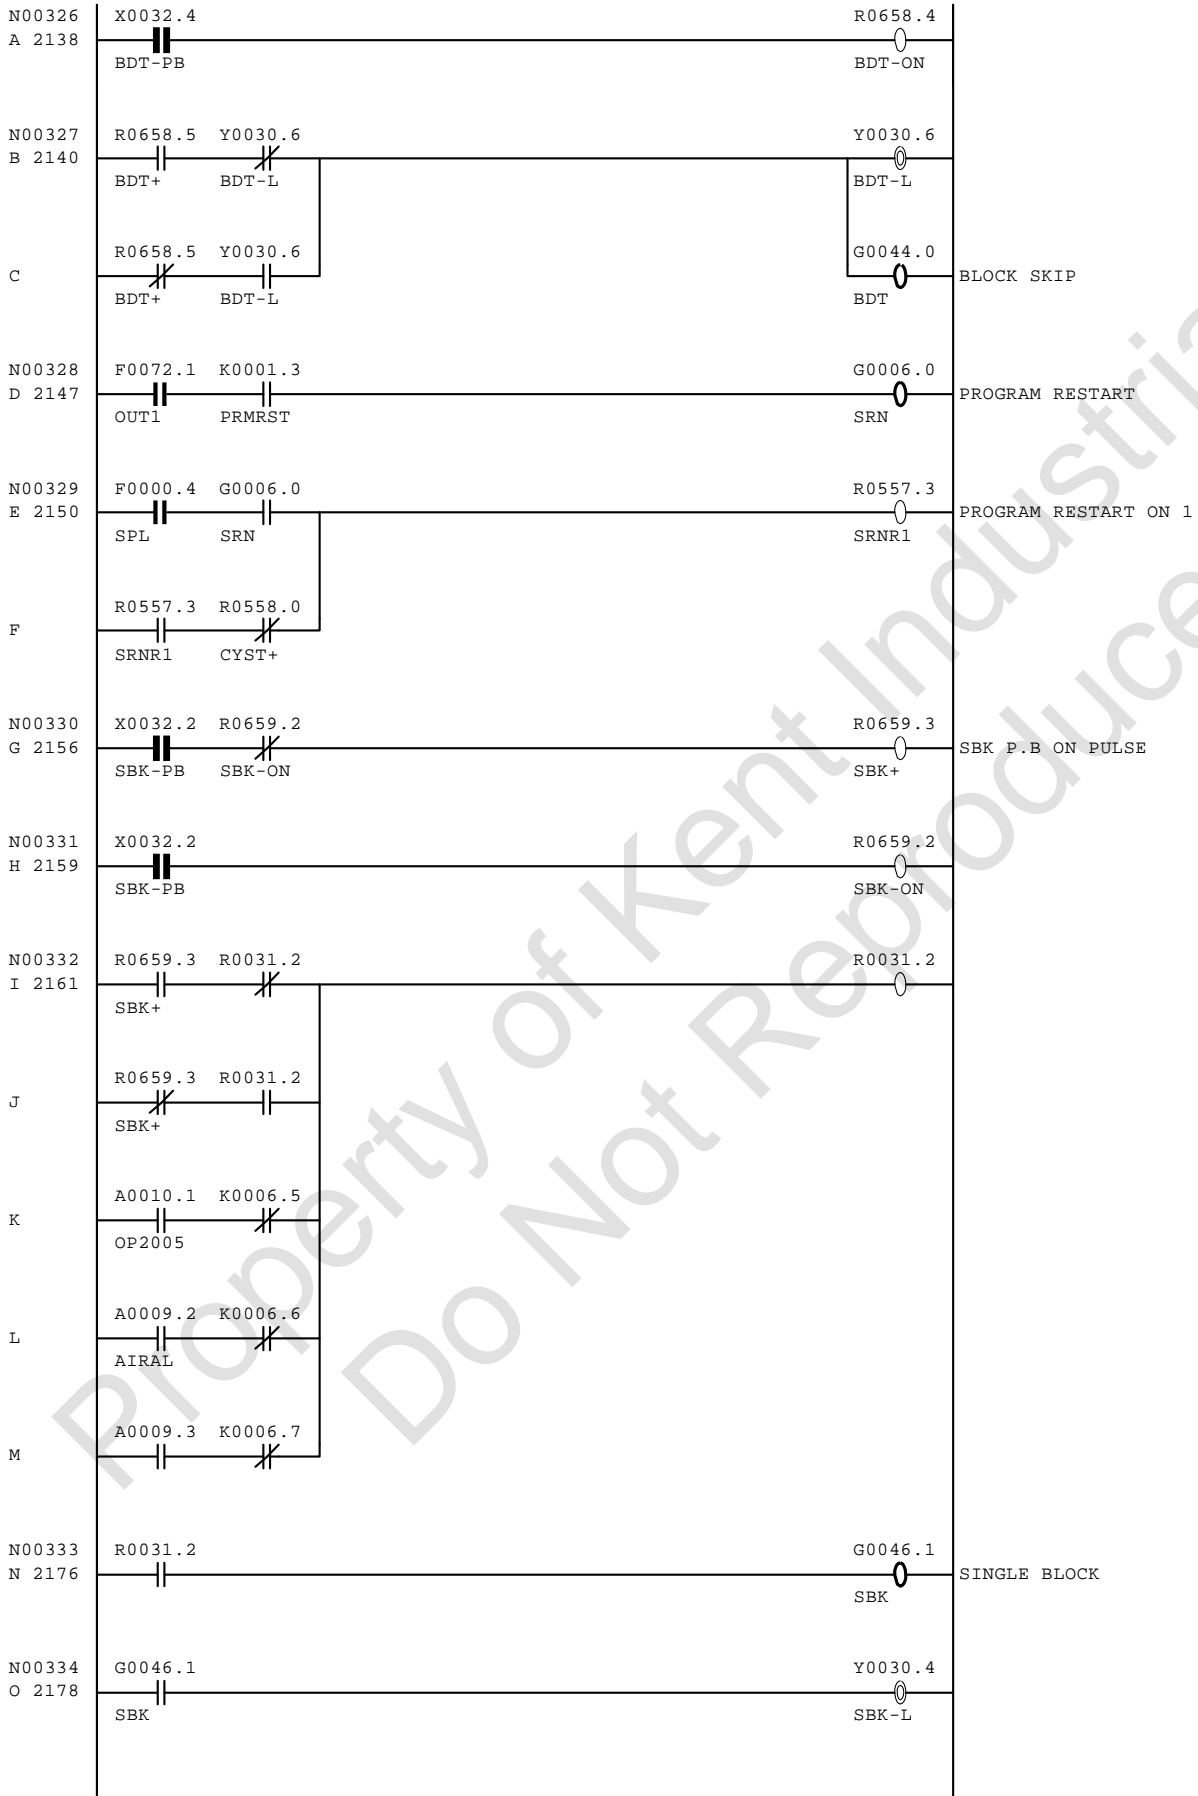 N00326 X0032.4 R0658.4
A 2138
BDT-PB BDT-ON
N00327 R0658.5 Y0030.6 Y0030.6
B 2140
BDT+ BDT-L BDT-L
R0658.5 Y0030.6 G0044.0
C BLOCK SKIP
BDT+ BDT-L BDT
N00328 F0072.1 K0001.3 G0006.0
D 2147 PROGRAM RESTART
OUT1 PRMRST SRN
N00329 F0000.4 G0006.0 R0557.3
E 2150 PROGRAM RESTART ON 1
SPL SRN SRNR1
R0557.3 R0558.0
F
SRNR1 CYST+
N00330 X0032.2 R0659.2 R0659.3
G 2156 SBK P.B ON PULSE
SBK-PB SBK-ON SBK+
N00331 X0032.2 R0659.2
H 2159
SBK-PB SBK-ON
N00332 R0659.3 R0031.2 R0031.2
I 2161
SBK+
R0659.3 R0031.2
J
SBK+
A0010.1 K0006.5
K
OP2005
A0009.2 K0006.6
L
AIRAL
A0009.3 K0006.7
M
N00333 R0031.2 G0046.1
N 2176 SINGLE BLOCK
SBK
N00334 G0046.1 Y0030.4
O 2178
SBK SBK-L
Property of Kent
Do Not